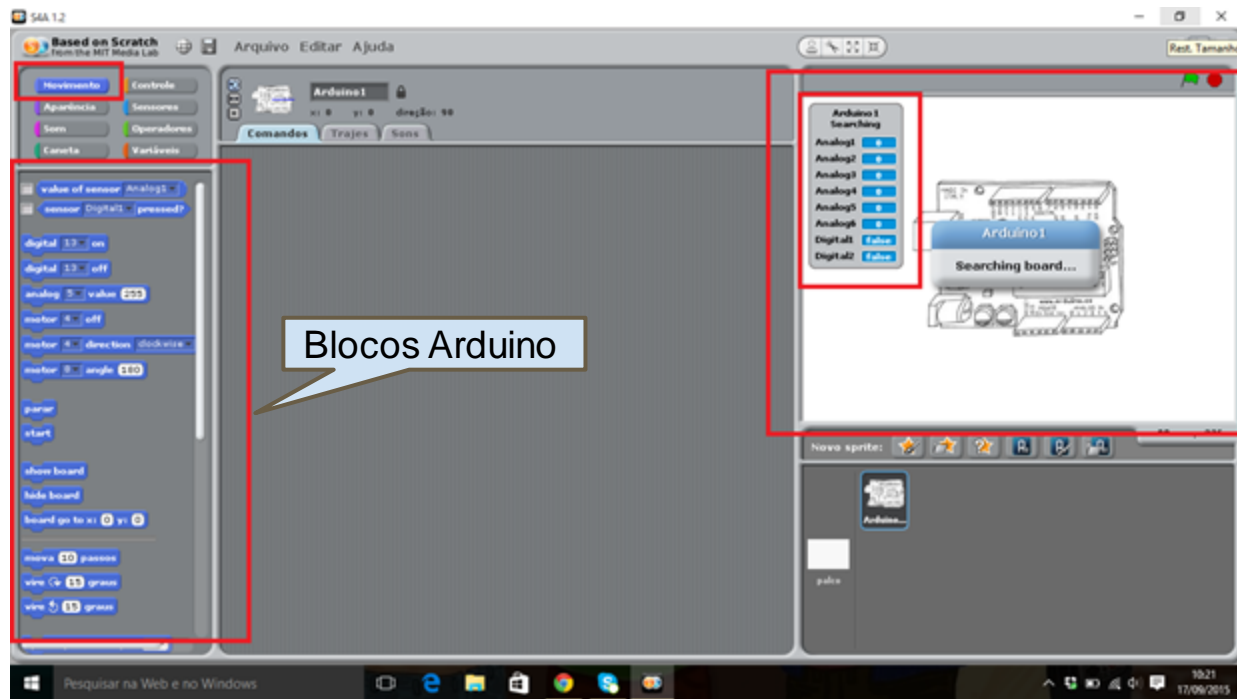 S4A 1.2
Based on Scratch
from the MIT Media Lab
Arquivo Editar Ajuda
Rest. Tamanho
Movimento Controle
Aparência Sensores
Som Operadores
Caneta Variáveis
Arduino1
x: 0 y: 0 direção: 90
Comandos Trajes Sons
value of sensor Analog1
sensor Digital1 pressed?
digital 13 on
digital 13 off
analog 5 value 255
motor 4 off
motor 4 direction clockwise
motor 8 angle 180
parar
start
show board
hide board
board go to x: 0 y: 0
mova 10 passos
vire 15 graus
vire 15 graus
Blocos Arduino
Arduino1
Searching
Analog1 0
Analog2 0
Analog3 0
Analog4 0
Analog5 0
Analog6 0
Digital1 false
Digital2 false
Arduino1
Searching board...
Novo sprite:
Arduino...
palco
Pesquisar na Web e no Windows
10:21
17/09/2015